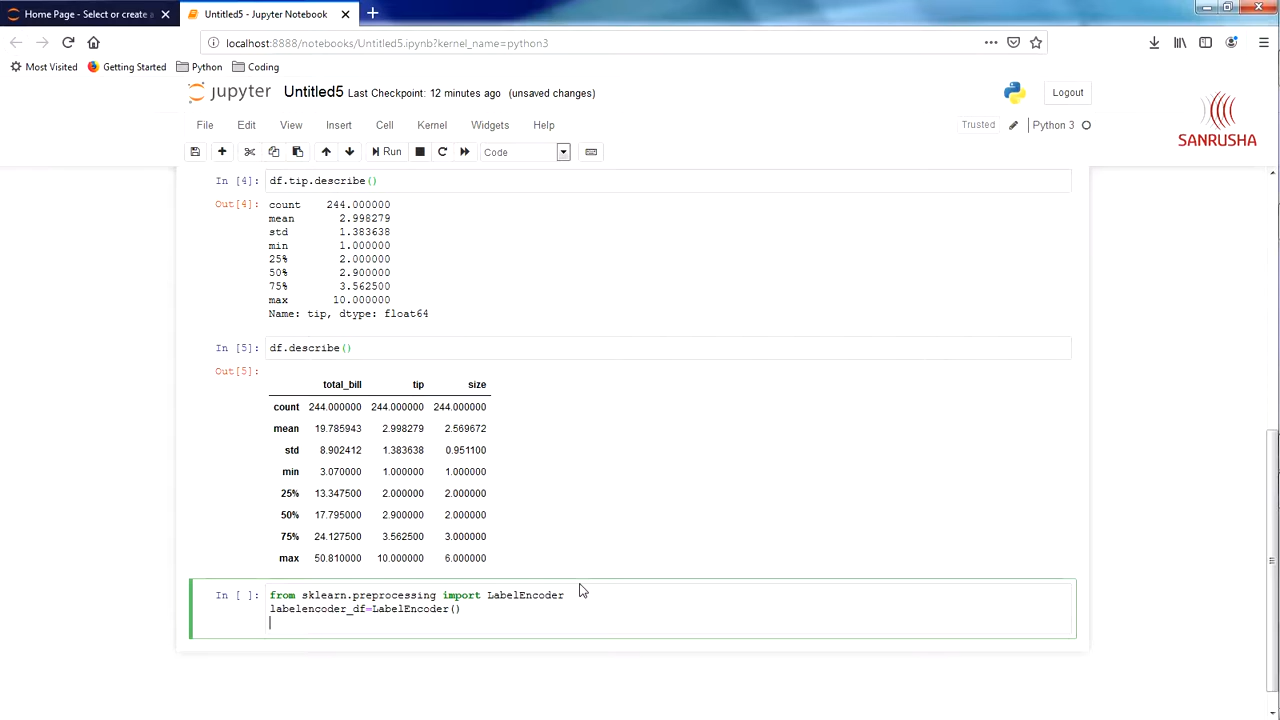 Home Page - Select or create a
Untitled5 - Jupyter Notebook
localhost:8888/notebooks/Untitled5.ipynb?kernel_name=python3
Most Visited Getting Started Python Coding
jupyter Untitled5 Last Checkpoint: 12 minutes ago (unsaved changes) Logout
SANRUSHA
File Edit View Insert Cell Kernel Widgets Help Trusted Python 3
Run Code
In [4]: df.tip.describe()
Out[4]: count 244.000000
mean 2.998279
std 1.383638
min 1.000000
25% 2.000000
50% 2.900000
75% 3.562500
max 10.000000
Name: tip, dtype: float64
In [5]: df.describe()
Out[5]:
total_bill tip size
count 244.000000 244.000000 244.000000
mean 19.785943 2.998279 2.569672
std 8.902412 1.383638 0.951100
min 3.070000 1.000000 1.000000
25% 13.347500 2.000000 2.000000
50% 17.795000 2.900000 2.000000
75% 24.127500 3.562500 3.000000
max 50.810000 10.000000 6.000000
In [ ]: from sklearn.preprocessing import LabelEncoder
labelencoder_df=LabelEncoder()